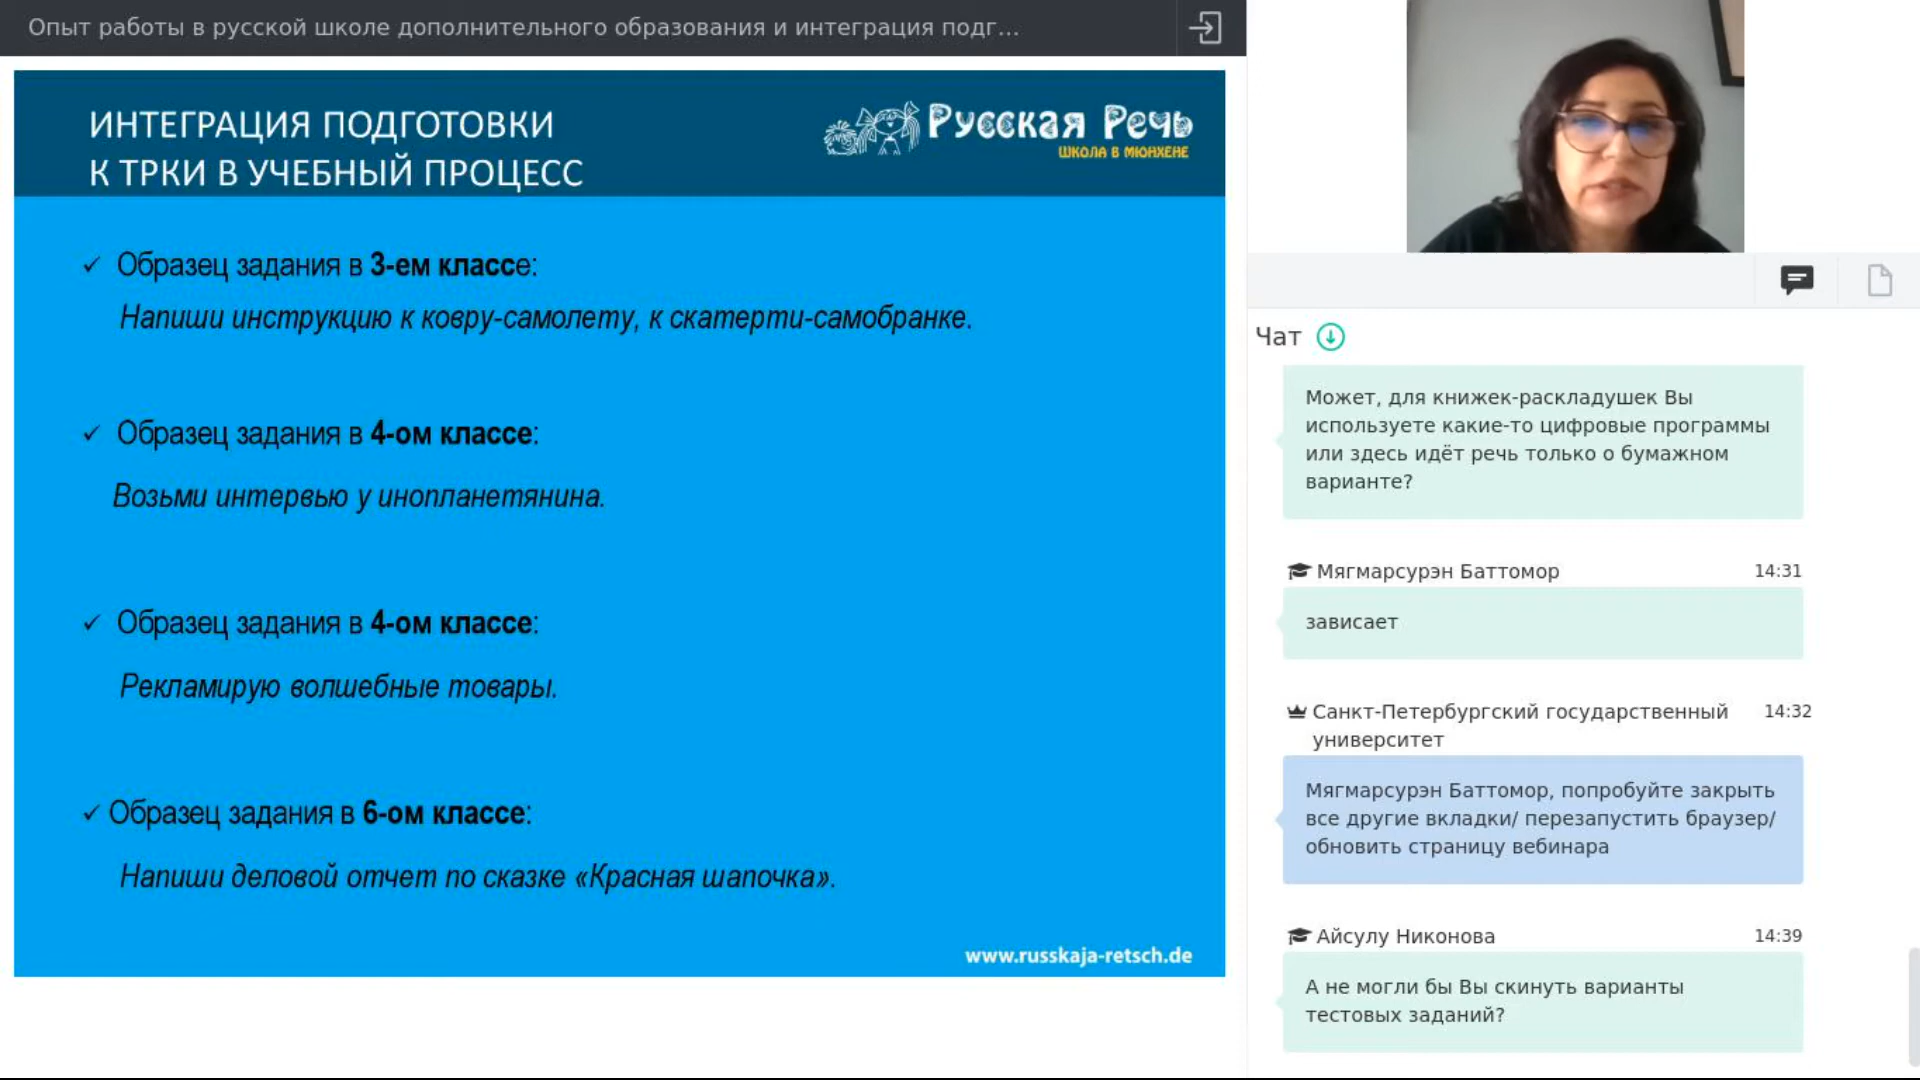 Опыт работы в русской школе дополнительного образования и интеграция подг...
ИНТЕГРАЦИЯ ПОДГОТОВКИ
К ТРКИ В УЧЕБНЫЙ ПРОЦЕСС
Русская Речь
ШКОЛА В МЮНХЕНЕ
✓ Образец задания в 3-ем классе:
Напиши инструкцию к ковру-самолету, к скатерти-самобранке.
✓ Образец задания в 4-ом классе:
Возьми интервью у инопланетянина.
✓ Образец задания в 4-ом классе:
Рекламирую волшебные товары.
✓ Образец задания в 6-ом классе:
Напиши деловой отчет по сказке «Красная шапочка».
www.russkaja-retsch.de
Чат
Может, для книжек-раскладушек Вы
используете какие-то цифровые программы
или здесь идёт речь только о бумажном
варианте?
Мягмарсурэн Баттомор 14:31
зависает
Санкт-Петербургский государственный 14:32
университет
Мягмарсурэн Баттомор, попробуйте закрыть
все другие вкладки/ перезапустить браузер/
обновить страницу вебинара
Айсулу Никонова 14:39
А не могли бы Вы скинуть варианты
тестовых заданий?